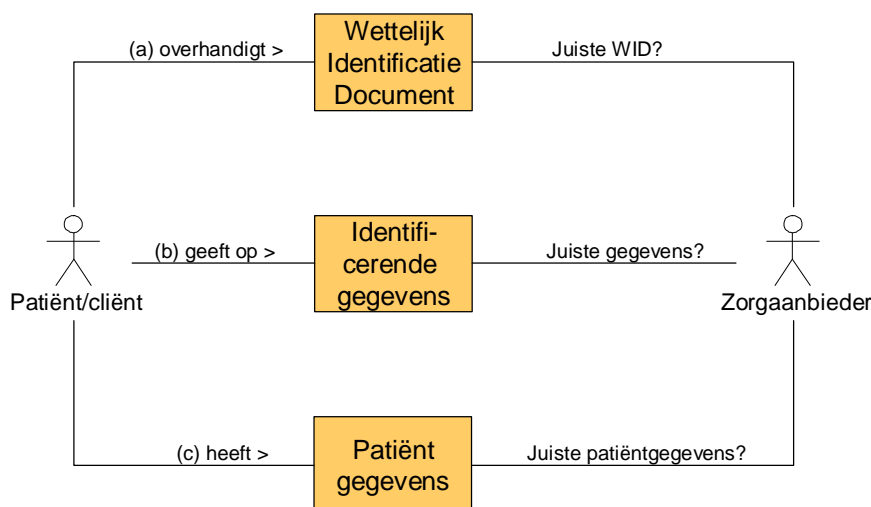 (a) overhandigt >
Wettelijk
Identificatie
Document
Juiste WID?
(b) geeft op >
Identifi-
cerende
gegevens
Juiste gegevens?
Patiënt/cliënt
Zorgaanbieder
(c) heeft >
Patiënt
gegevens
Juiste patiëntgegevens?